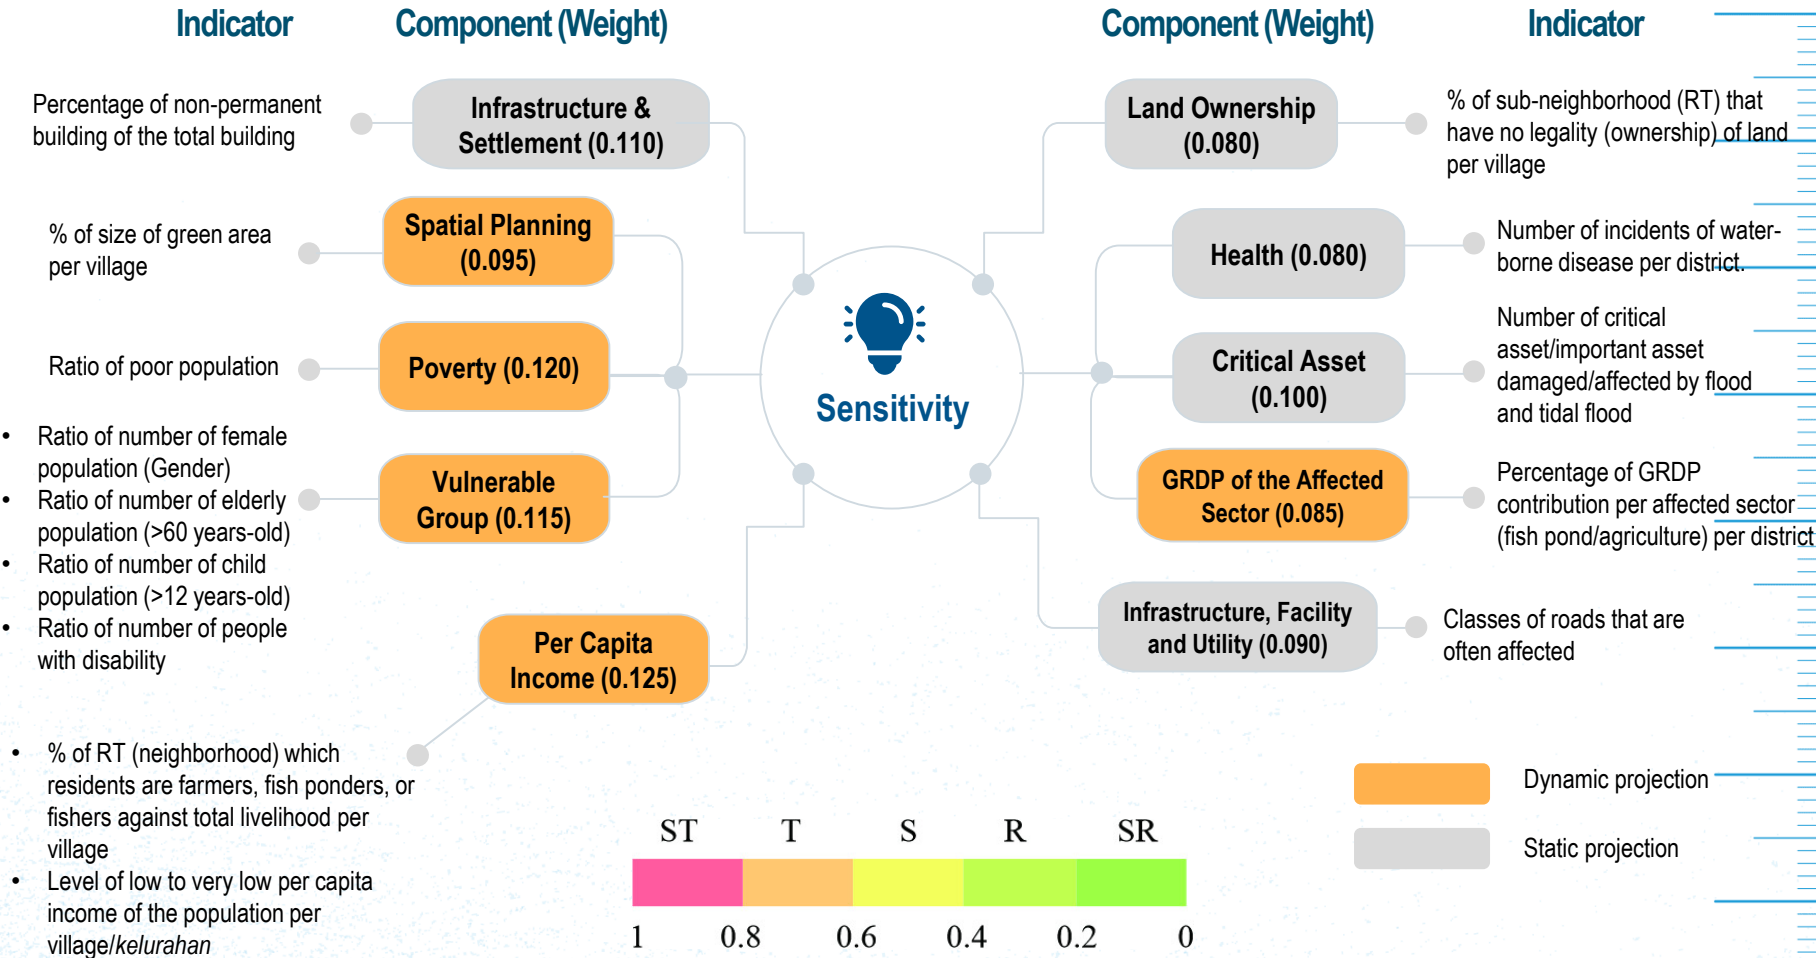 Indicator
Component (Weight)
Component (Weight)
Indicator
Percentage of non-permanent
building of the total building
Infrastructure &
Settlement (0.110)
% of size of green area
per village
Spatial Planning
(0.095)
Ratio of poor population
Poverty (0.120)
• Ratio of number of female
population (Gender)
• Ratio of number of elderly
population (>60 years-old)
• Ratio of number of child
population (>12 years-old)
• Ratio of number of people
with disability
Vulnerable
Group (0.115)
Per Capita
Income (0.125)
• % of RT (neighborhood) which
residents are farmers, fish ponders, or
fishers against total livelihood per
village
• Level of low to very low per capita
income of the population per
village/kelurahan
Sensitivity
Land Ownership
(0.080)
% of sub-neighborhood (RT) that
have no legality (ownership) of land
per village
Health (0.080)
Number of incidents of water-
borne disease per district.
Critical Asset
(0.100)
Number of critical
asset/important asset
damaged/affected by flood
and tidal flood
GRDP of the Affected
Sector (0.085)
Percentage of GRDP
contribution per affected sector
(fish pond/agriculture) per district
Infrastructure, Facility
and Utility (0.090)
Classes of roads that are
often affected
Dynamic projection
Static projection
ST T S R SR
1 0.8 0.6 0.4 0.2 0